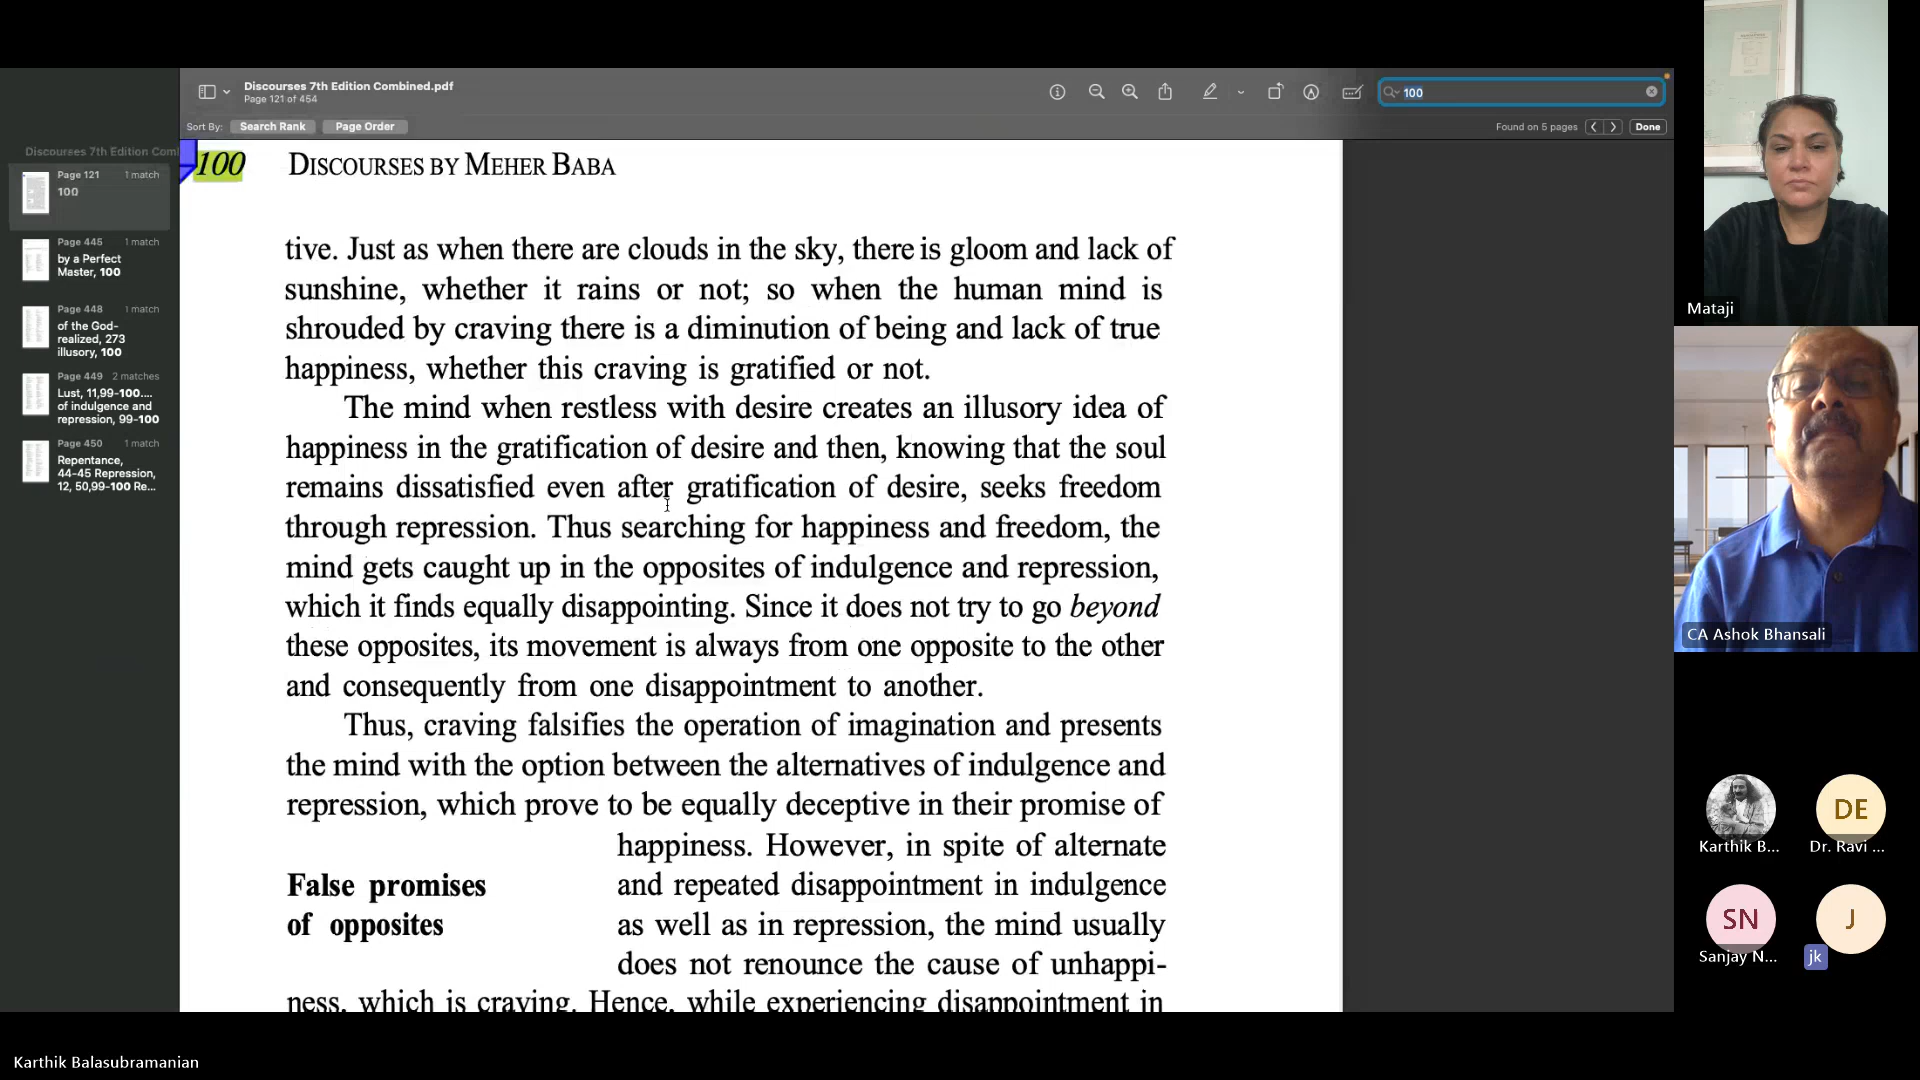 Discourses 7th Edition Combined.pdf
Page 121 of 454
100
Sort By: Search Rank Page Order
Found on 5 pages
Done
Discourses 7th Edition Coml
Page 121 1 match
100
Page 445 1 match
by a Perfect
Master, 100
Page 448 1 match
of the God-
realized, 273
illusory, 100
Page 449 2 matches
Lust, 11,99-100....
of indulgence and
repression, 99-100
Page 450 1 match
Repentance,
44-45 Repression,
12, 50,99-100 Re...
100 DISCOURSES BY MEHER BABA
tive. Just as when there are clouds in the sky, there is gloom and lack of
sunshine, whether it rains or not; so when the human mind is
shrouded by craving there is a diminution of being and lack of true
happiness, whether this craving is gratified or not.
The mind when restless with desire creates an illusory idea of
happiness in the gratification of desire and then, knowing that the soul
remains dissatisfied even after gratification of desire, seeks freedom
through repression. Thus searching for happiness and freedom, the
mind gets caught up in the opposites of indulgence and repression,
which it finds equally disappointing. Since it does not try to go beyond
these opposites, its movement is always from one opposite to the other
and consequently from one disappointment to another.
Thus, craving falsifies the operation of imagination and presents
the mind with the option between the alternatives of indulgence and
repression, which prove to be equally deceptive in their promise of
happiness. However, in spite of alternate
False promises
of opposites
and repeated disappointment in indulgence
as well as in repression, the mind usually
does not renounce the cause of unhappi-
ness, which is craving. Hence, while experiencing disappointment in
Mataji
CA Ashok Bhansali
Karthik B...
DE
Dr. Ravi ...
SN
Sanjay N...
J
jk
Karthik Balasubramanian